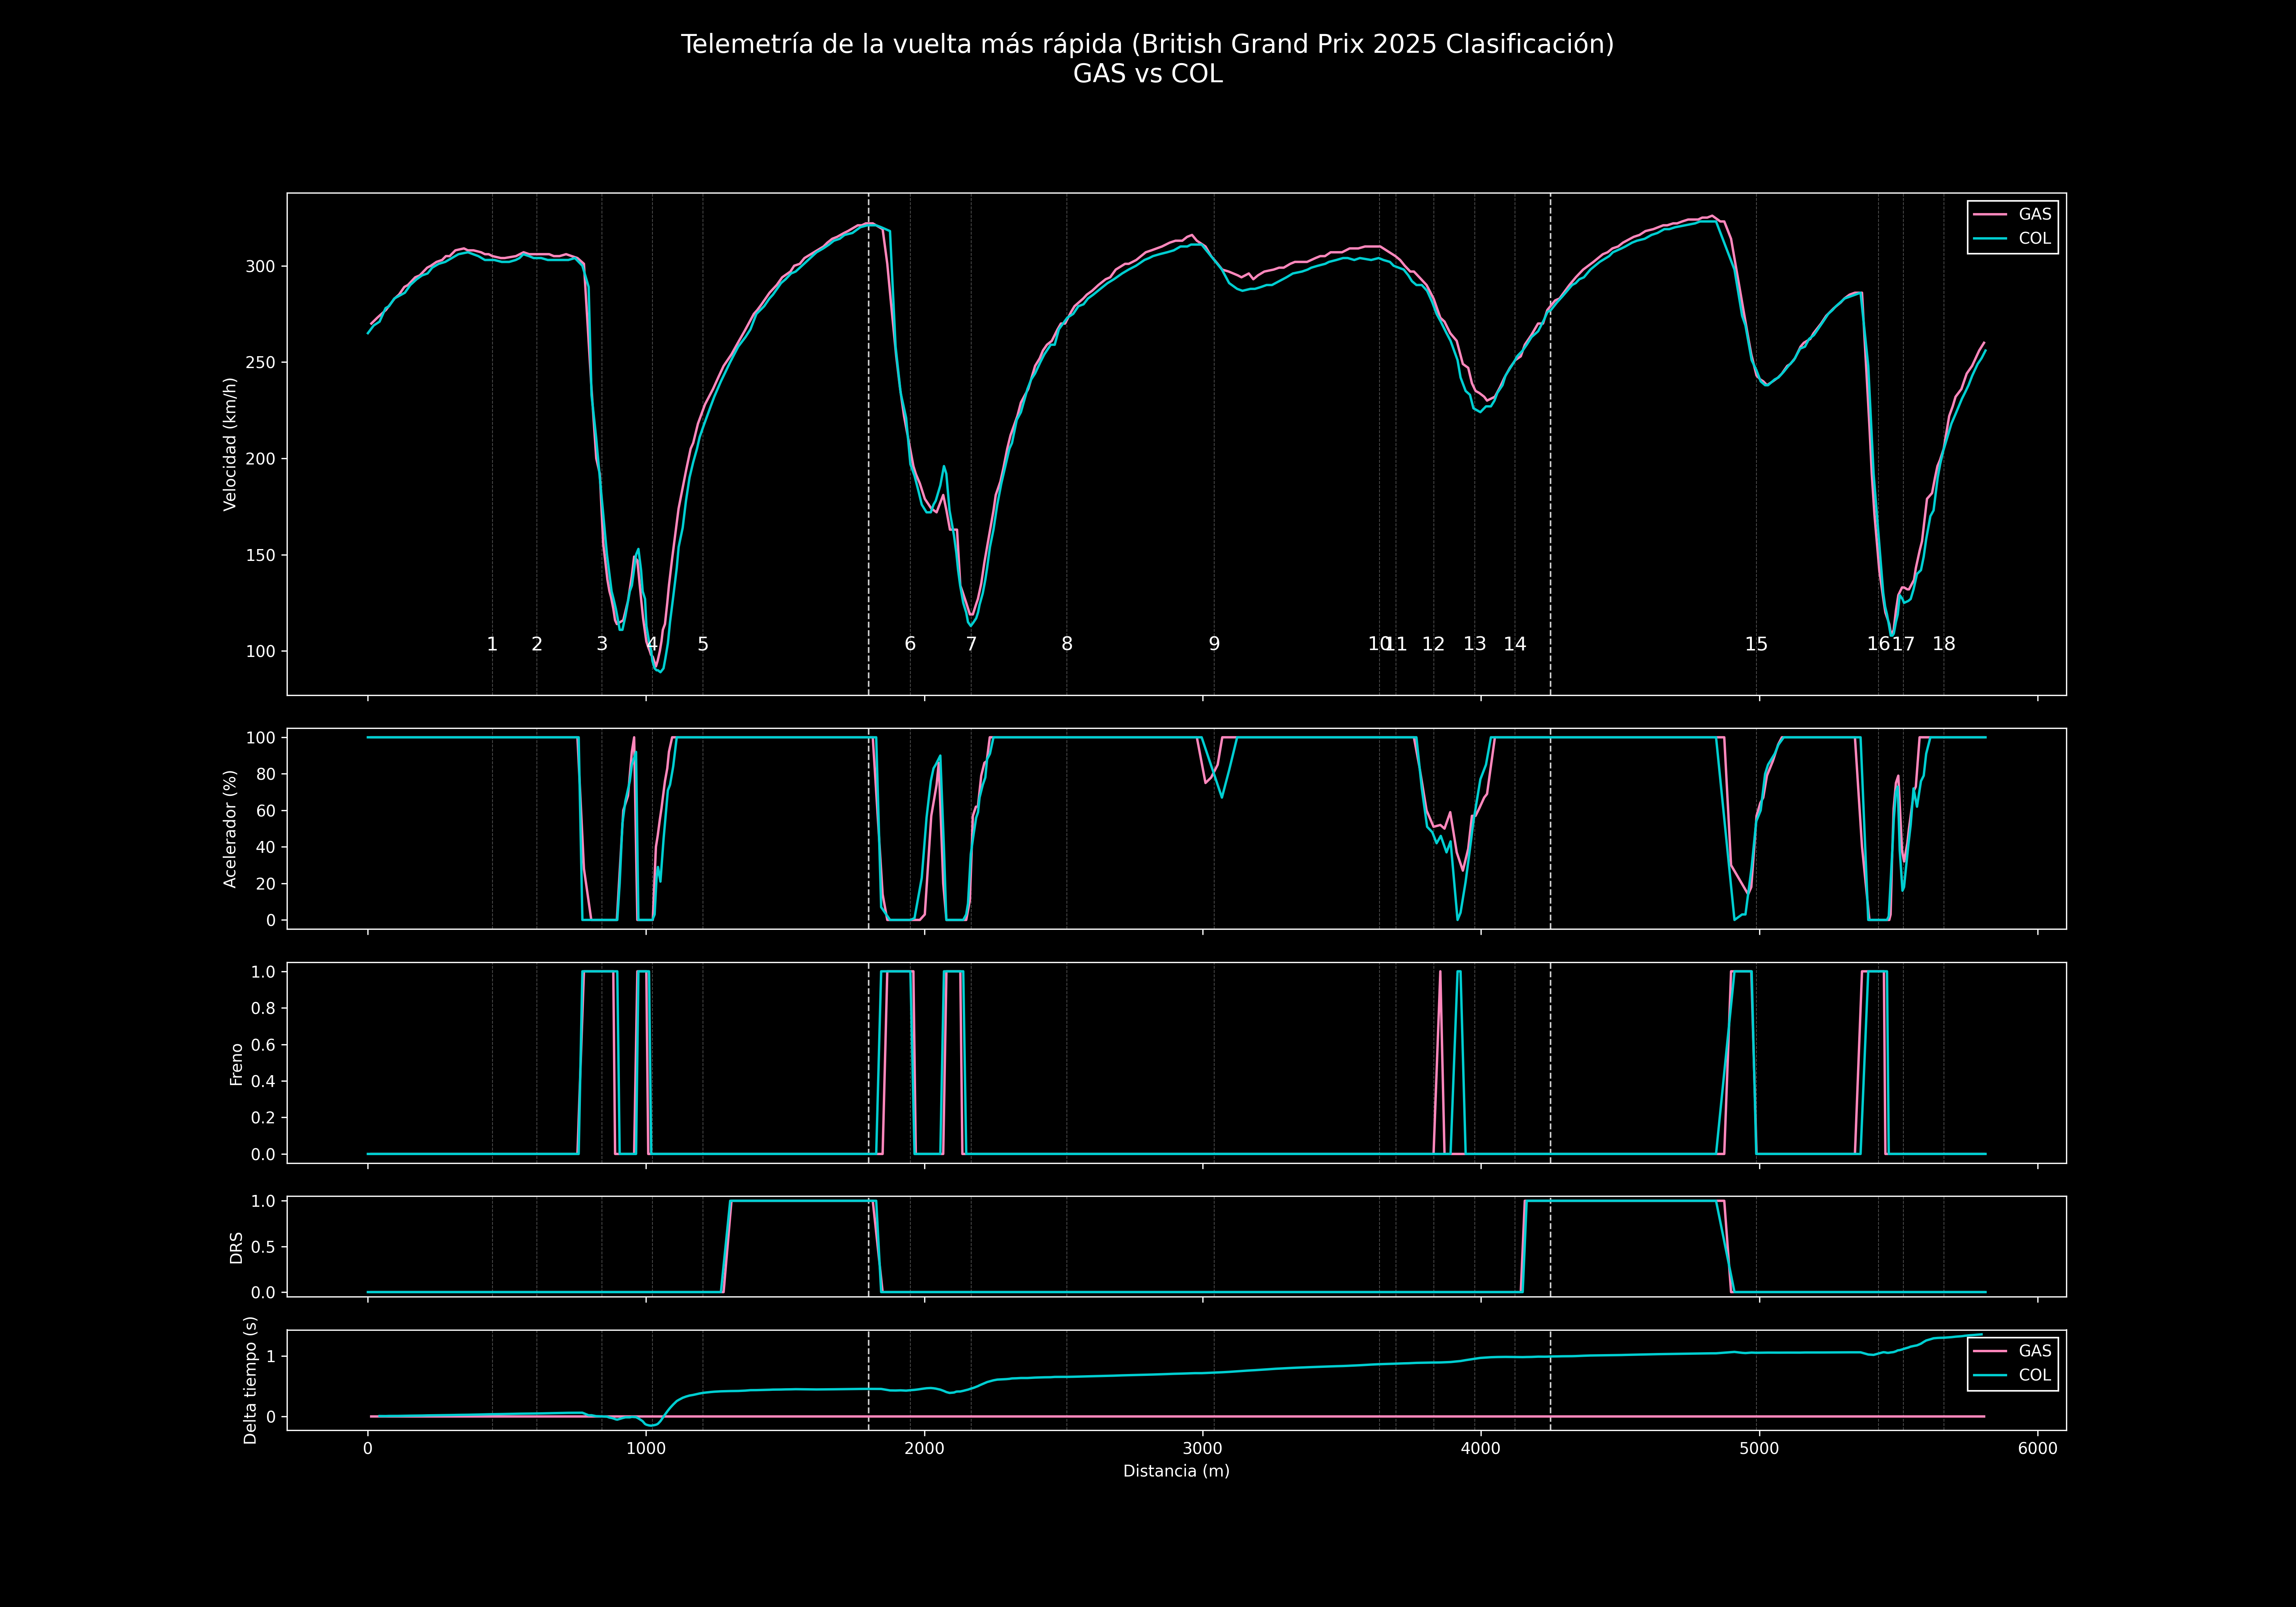 Telemetría de la vuelta más rápida (British Grand Prix 2025 Clasificación)
GAS vs COL
GAS
COL
Velocidad (km/h)
300
250
200
150
100
1 2 3 4 5 6 7 8 9 10 11 12 13 14 15 16 17 18
Acelerador (%)
100
80
60
40
20
0
Freno
1.0
0.8
0.6
0.4
0.2
0.0
DRS
1.0
0.5
0.0
Delta tiempo (s)
1
0
GAS
COL
0 1000 2000 3000 4000 5000 6000
Distancia (m)